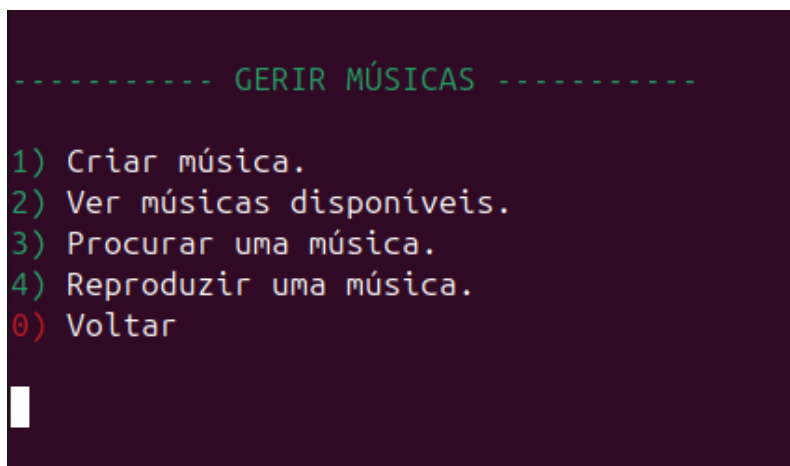 ----------- GERIR MÚSICAS -----------
1) Criar música.
2) Ver músicas disponíveis.
3) Procurar uma música.
4) Reproduzir uma música.
0) Voltar